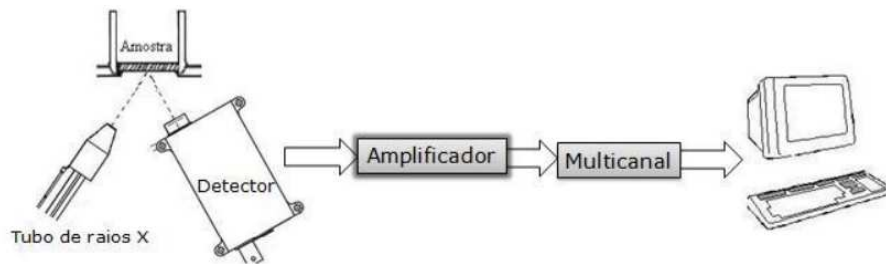 Amostra
Amplificador
Multicanal
Detector
Tubo de raios X